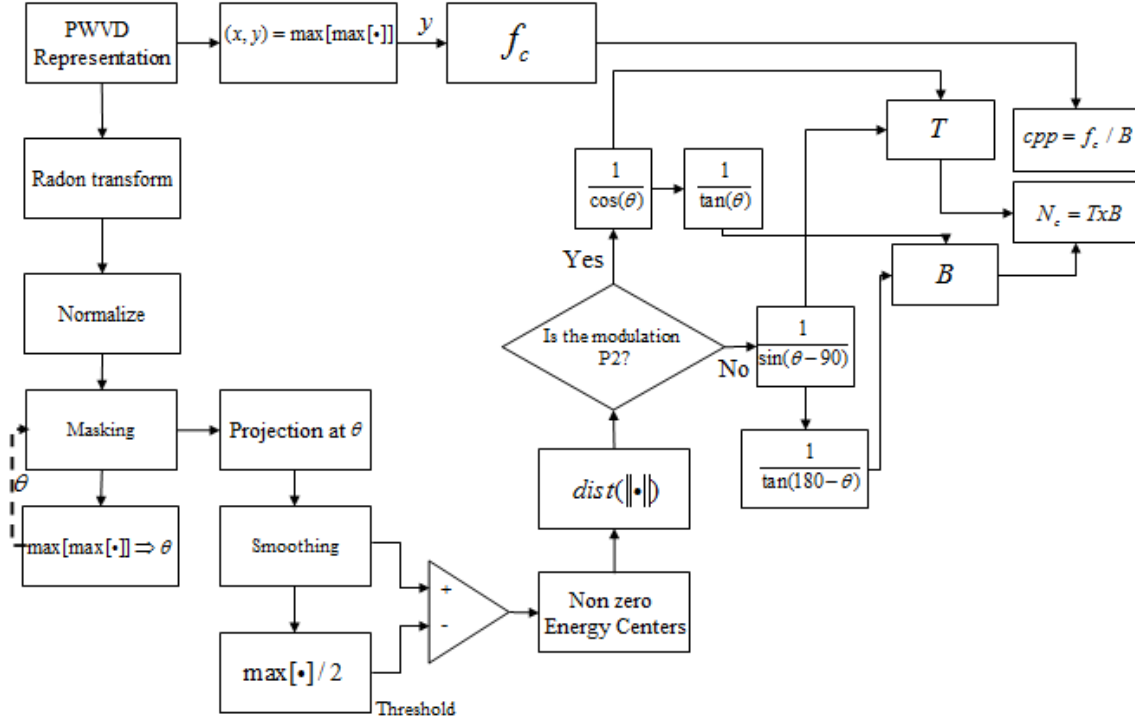 PWVD
Representation
(x, y) = max[max[•]]
y
f_c
Radon transform
Normalize
Masking
θ
max[max[•]] ⇒ θ
Projection at θ
Smoothing
max[•]/2
Threshold
+
-
Non zero
Energy Centers
dist(‖•‖)
Is the modulation
P2?
Yes
No
1
cos(θ)
1
tan(θ)
1
sin(θ−90)
1
tan(180−θ)
T
B
cpp = f_c / B
N_c = TxB